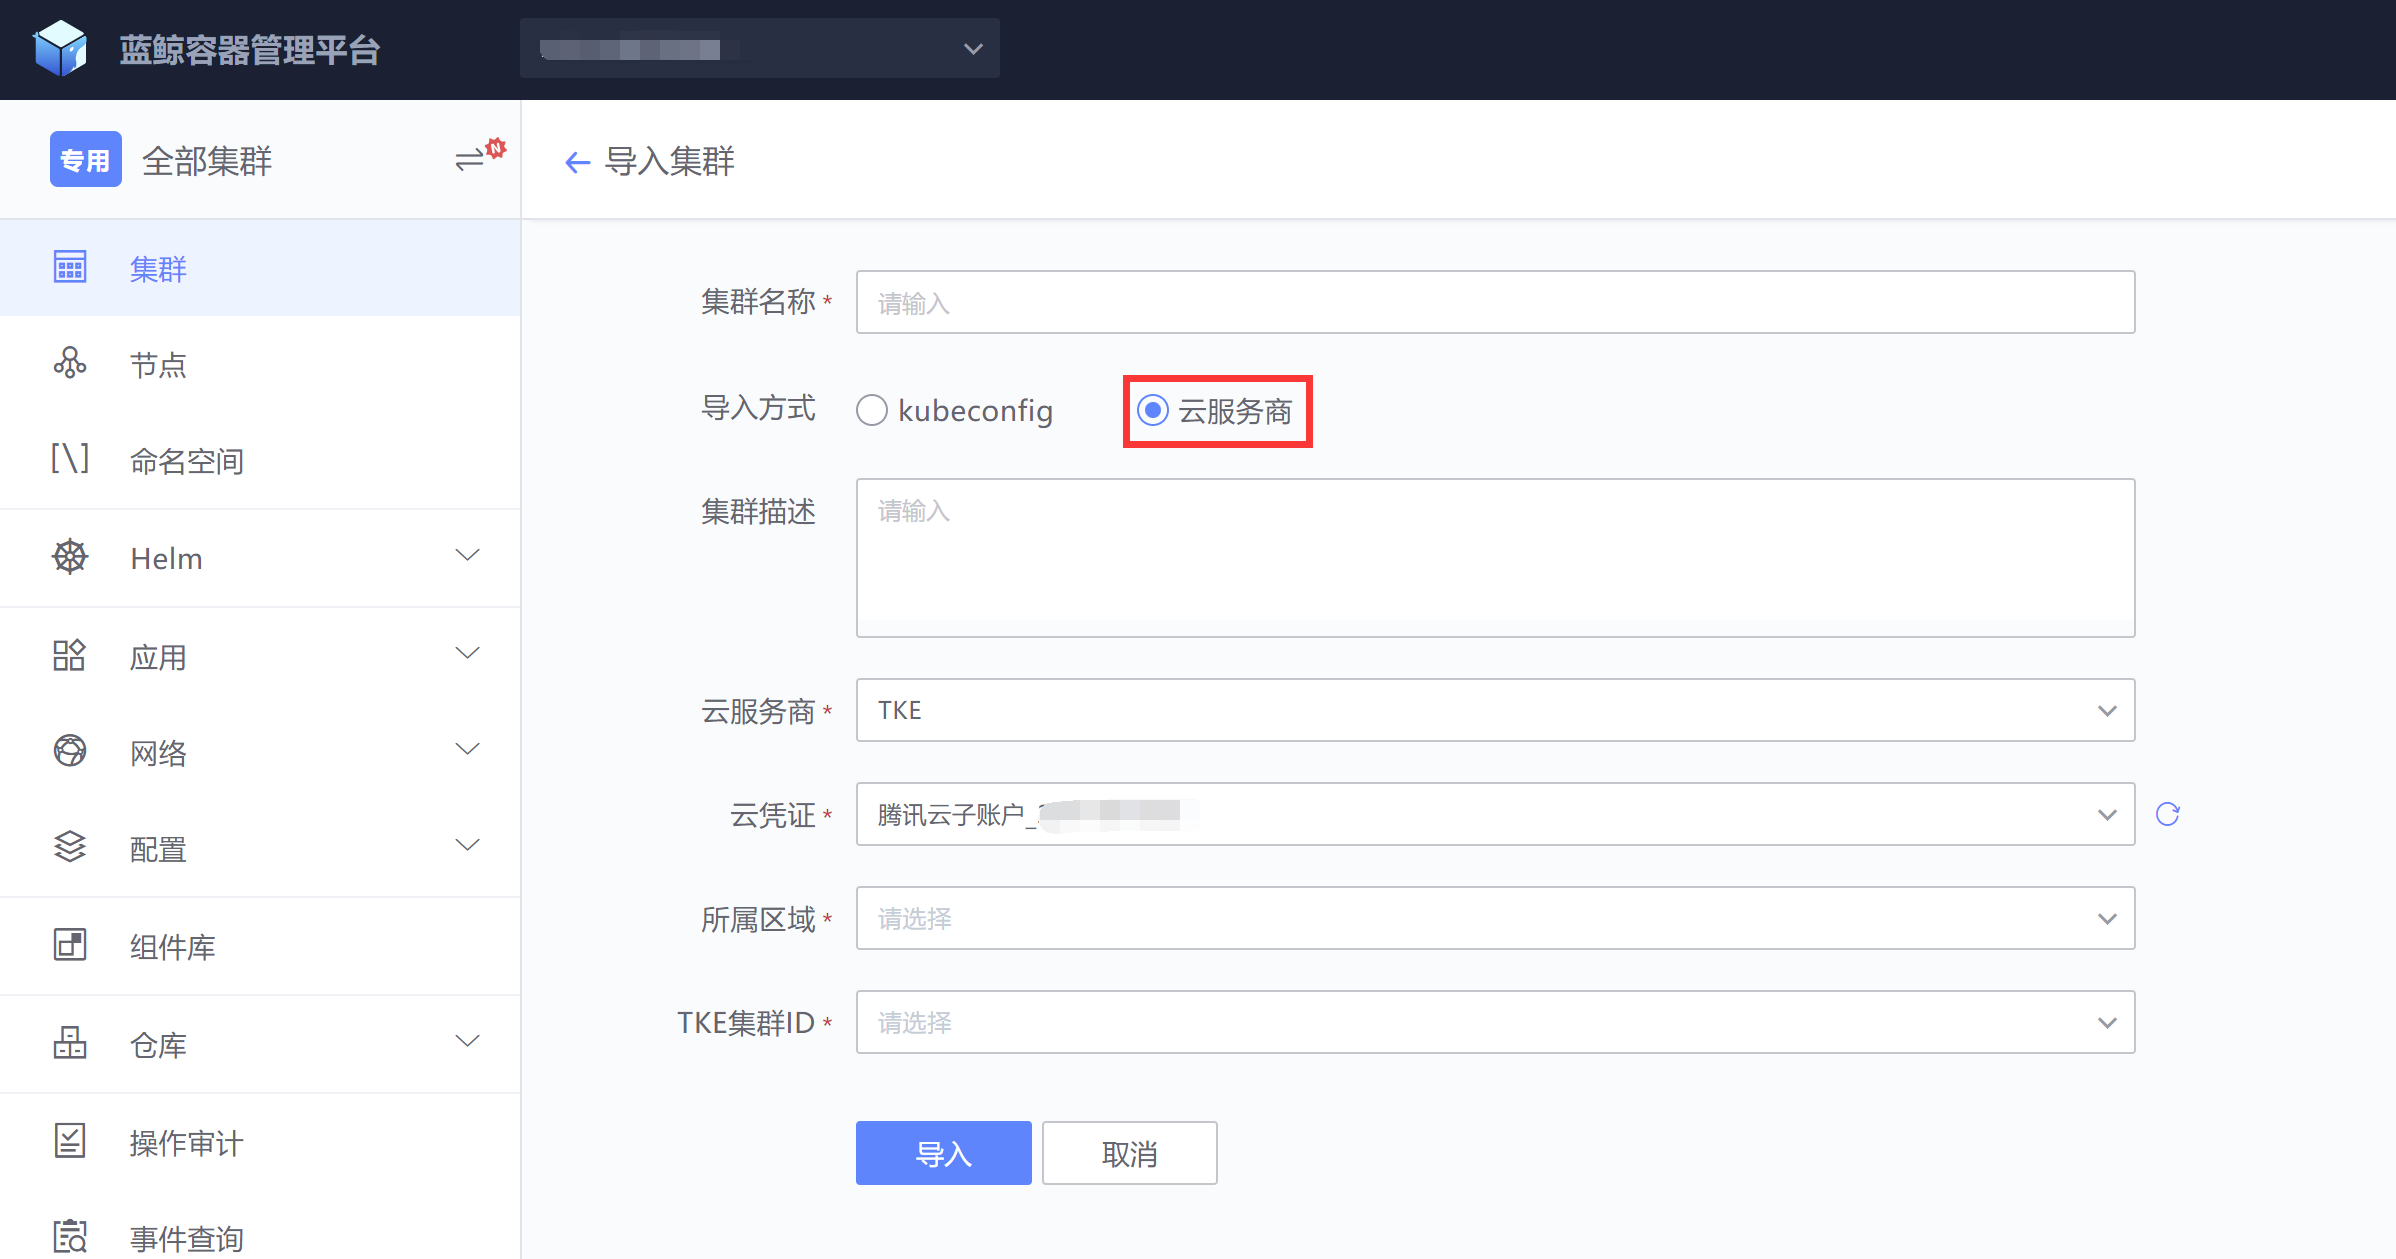 蓝鲸容器管理平台
专用 全部集群
N
导入集群
集群
节点
命名空间
Helm
应用
网络
配置
组件库
仓库
操作审计
事件查询
集群名称 *
请输入
导入方式
kubeconfig
云服务商
集群描述
请输入
云服务商 *
TKE
云凭证 *
腾讯云子账户_
所属区域 *
请选择
TKE集群ID *
请选择
导入
取消